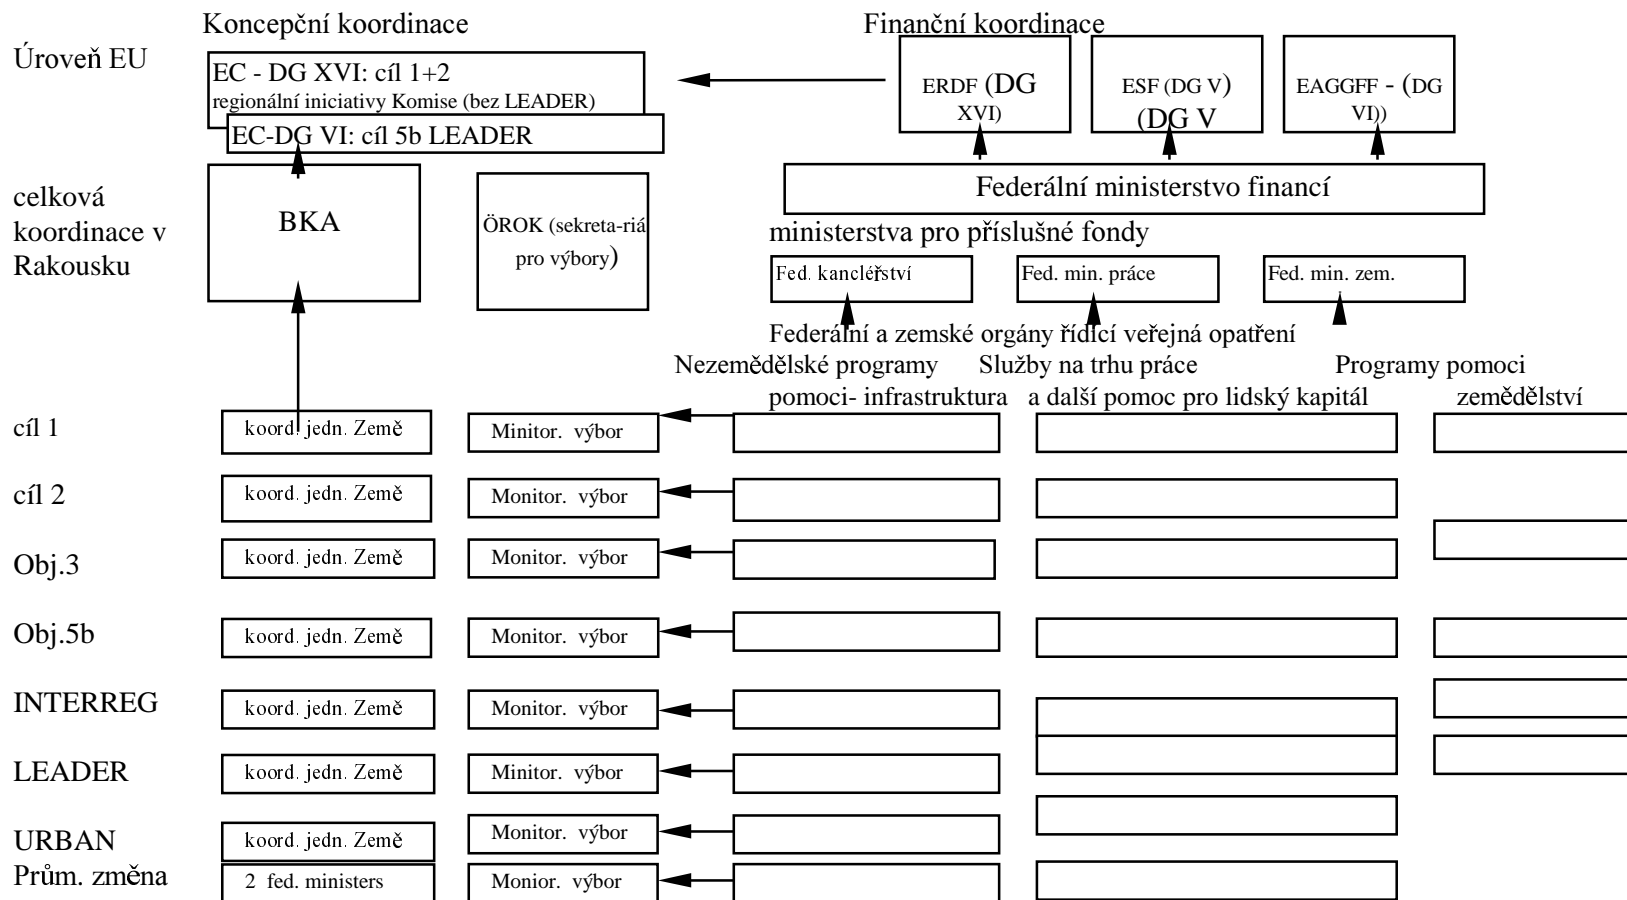 Koncepční koordinace
Finanční koordinace
Úroveň EU
EC - DG XVI: cíl 1+2
regionální iniciativy Komise (bez LEADER)
EC-DG VI: cíl 5b LEADER
ERDF (DG
XVI)
ESF (DG V)
(DG V
EAGGFF - (DG
VI))
celková
koordinace v
Rakousku
BKA
ÖROK (sekreta-riá
pro výbory)
Federální ministerstvo financí
ministerstva pro příslušné fondy
Fed. kancléřství
Fed. min. práce
Fed. min. zem.
Federální a zemské orgány řídící veřejná opatření
Nezemědělské programy
pomoci- infrastruktura
Služby na trhu práce
a další pomoc pro lidský kapitál
Programy pomoci
zemědělství
cíl 1
koord. jedn. Země
Minitor. výbor
cíl 2
koord. jedn. Země
Monitor. výbor
Obj.3
koord. jedn. Země
Monitor. výbor
Obj.5b
koord. jedn. Země
Monitor. výbor
INTERREG
koord. jedn. Země
Monitor. výbor
LEADER
koord. jedn. Země
Minitor. výbor
URBAN
koord. jedn. Země
Monitor. výbor
Prům. změna
2 fed. ministers
Monior. výbor